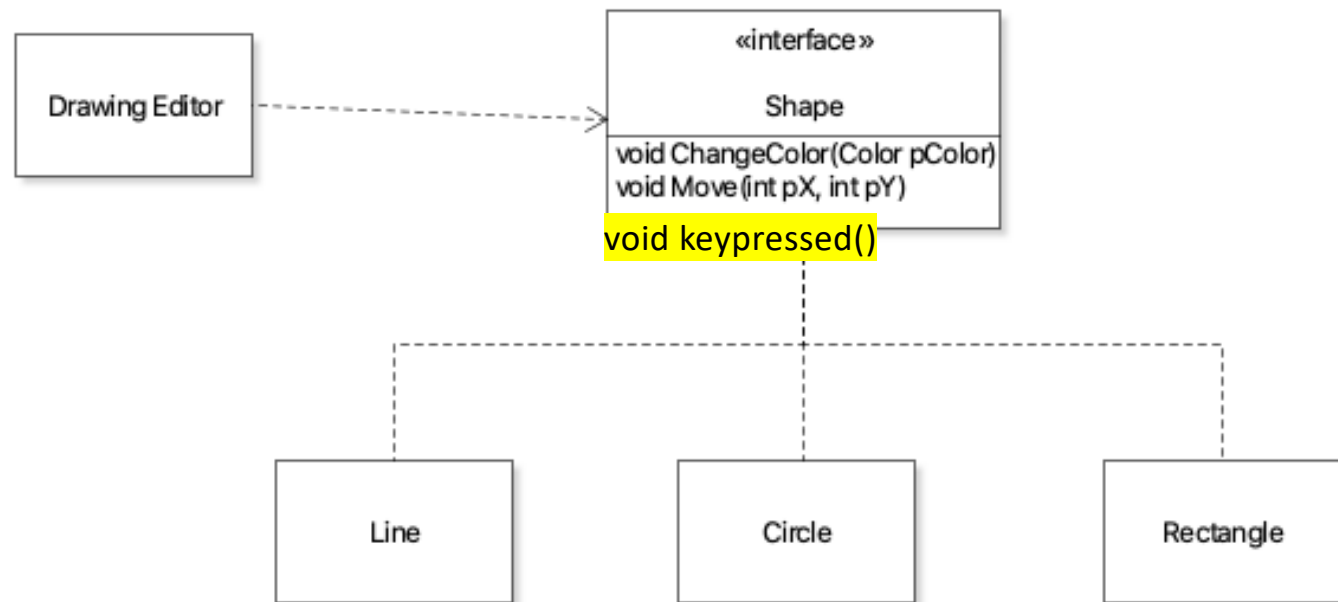 «interface»
Drawing Editor
Shape
void ChangeColor(Color pColor)
void Move(int pX, int pY)
void keypressed()
Line
Circle
Rectangle